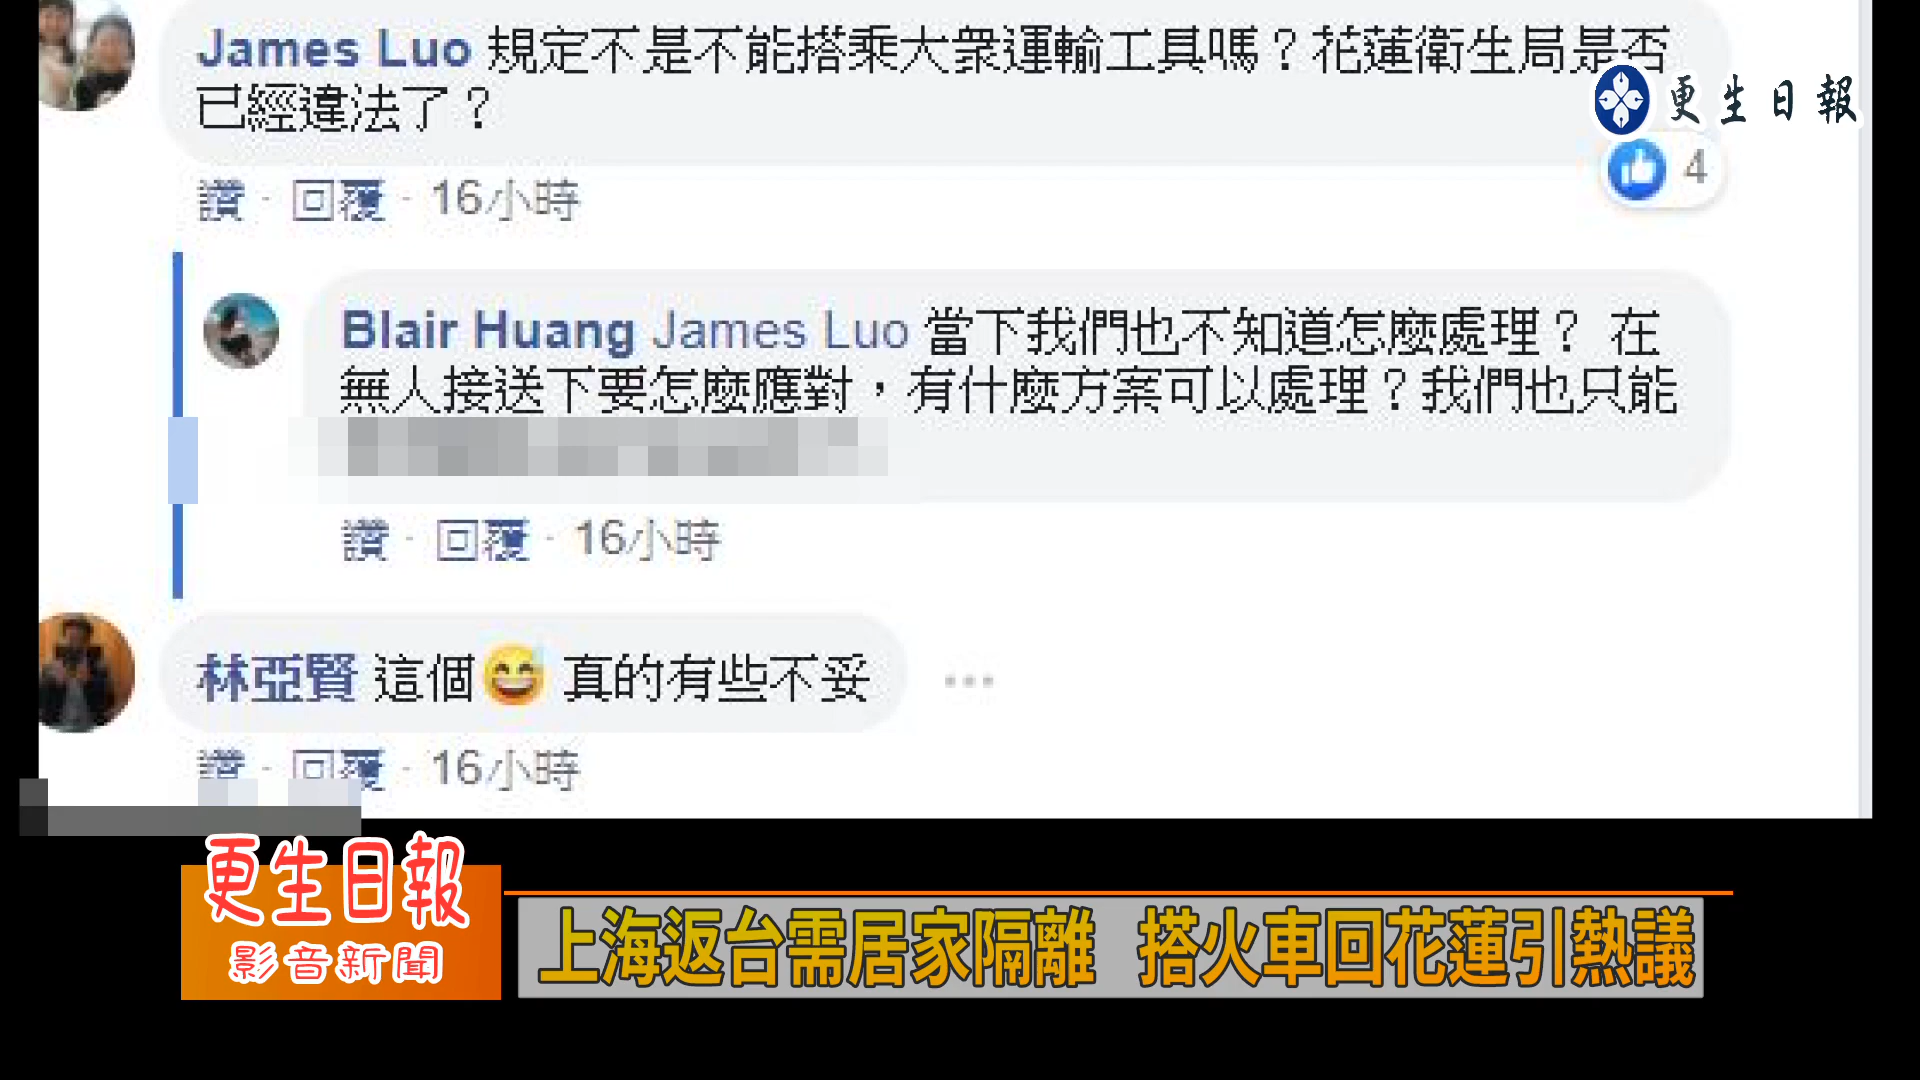 James Luo 規定不是不能搭乘大衆運輸工具嗎？花蓮衛生局是否
已經違法了？
更生日報
4
讚 · 回覆 · 16小時
Blair Huang James Luo 當下我們也不知道怎麼處理？ 在
無人接送下要怎麼應對，有什麼方案可以處理？我們也只能
讚 · 回覆 · 16小時
林亞賢 這個😅 真的有些不妥
讚 · 回覆 · 16小時
更生日報
影音新聞
上海返台需居家隔離 搭火車回花蓮引熱議